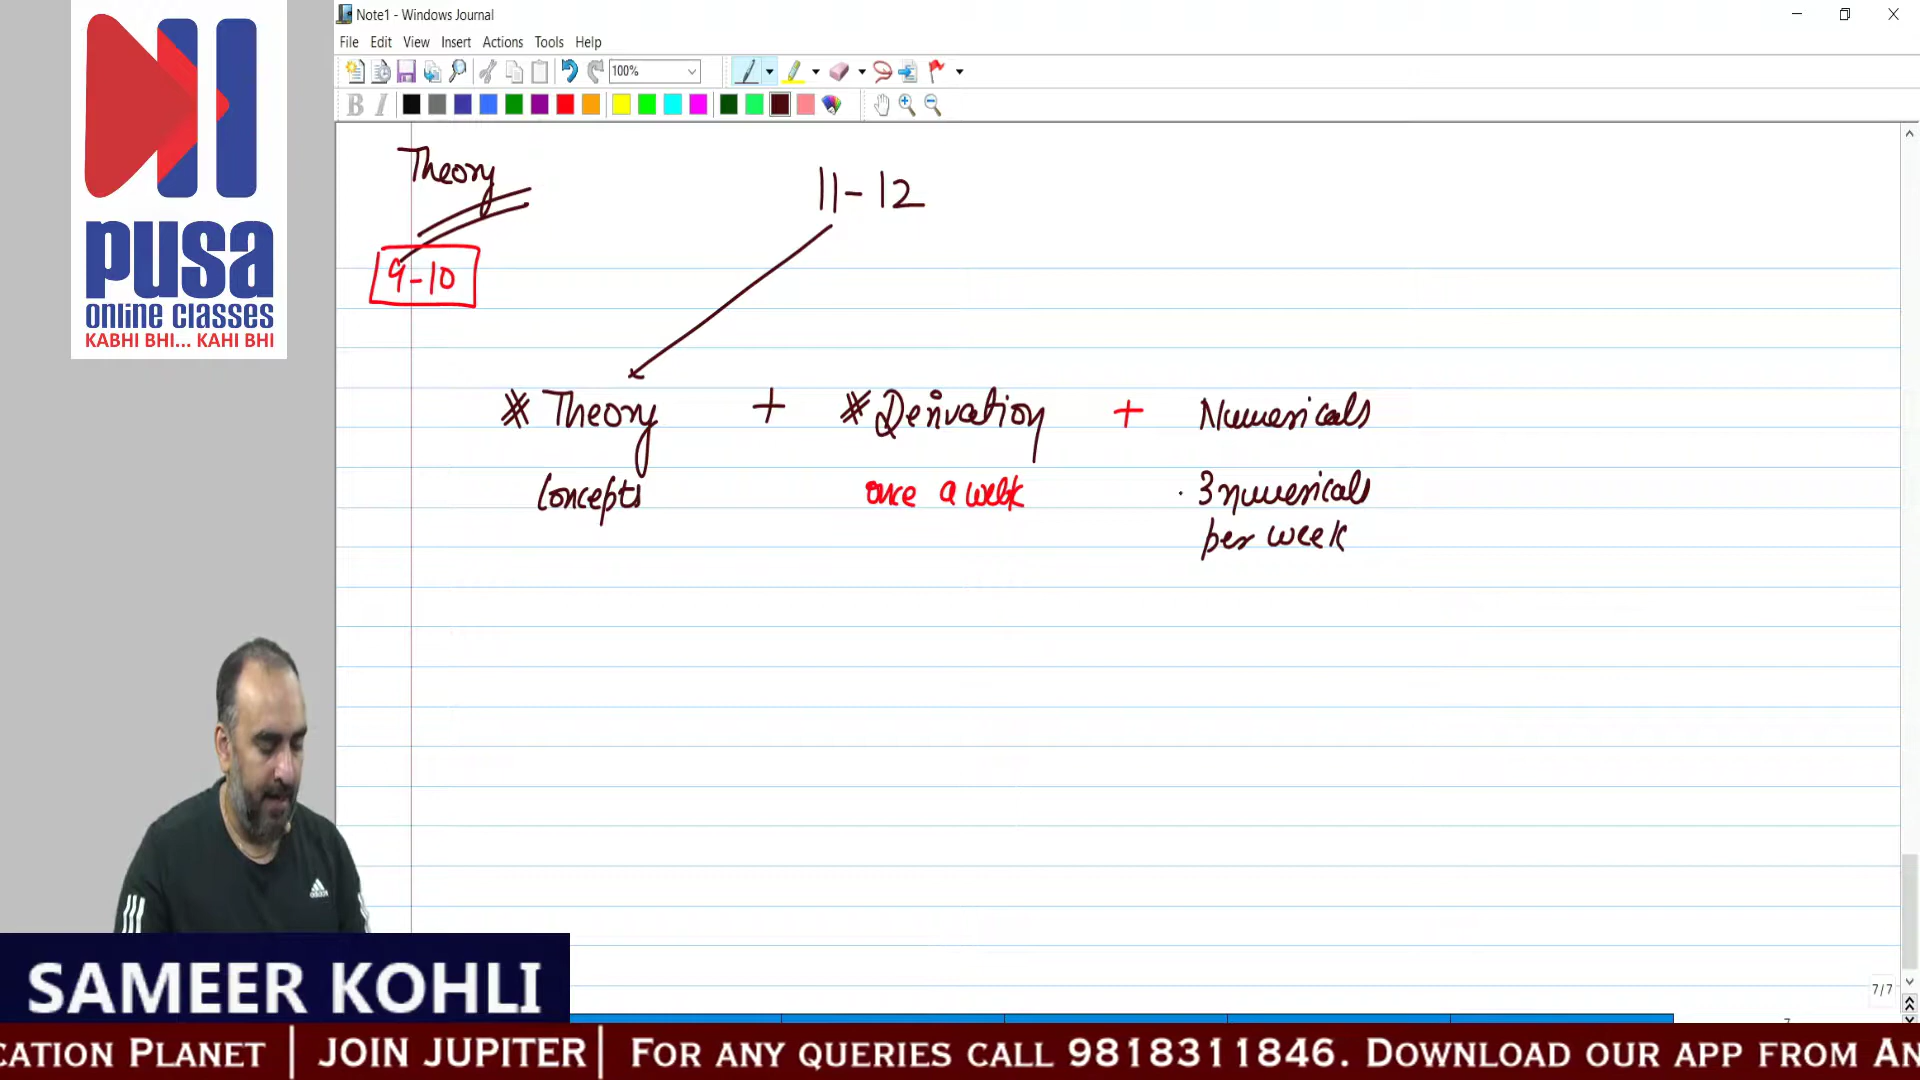 Note1 - Windows Journal
File Edit View Insert Actions Tools Help
100%
B I
PUSA
ONLINE CLASSES
KABHI BHI... KAHI BHI
Theory
9-10
11-12
* Theory + * Derivation + Numericals
Concepts once a week 3 numericals
per week
adidas
7/7
SAMEER KOHLI
CATION PLANET | JOIN JUPITER | FOR ANY QUERIES CALL 9818311846. DOWNLOAD OUR APP FROM AN